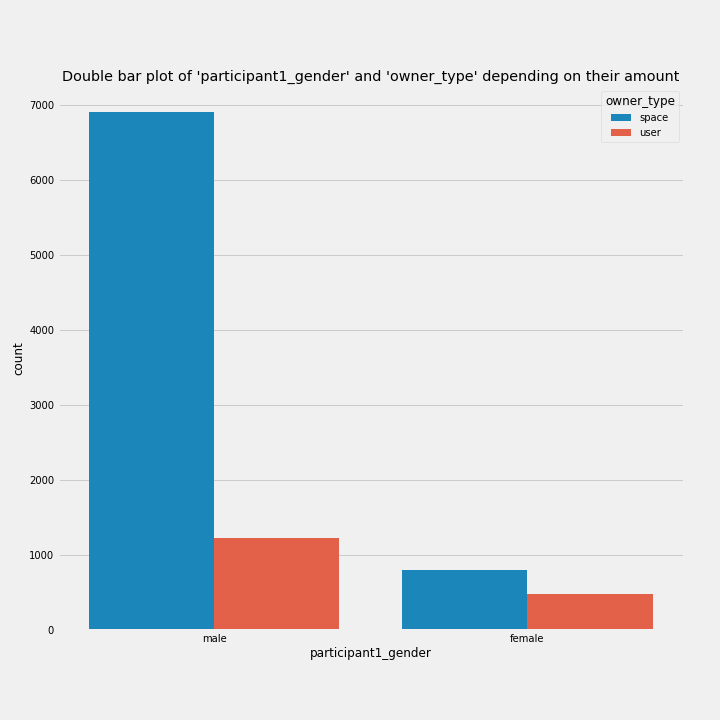 Double bar plot of 'participant1_gender' and 'owner_type' depending on their amount
owner_type
space
user
7000
6000
5000
4000
3000
2000
1000
0
count
male
female
participant1_gender